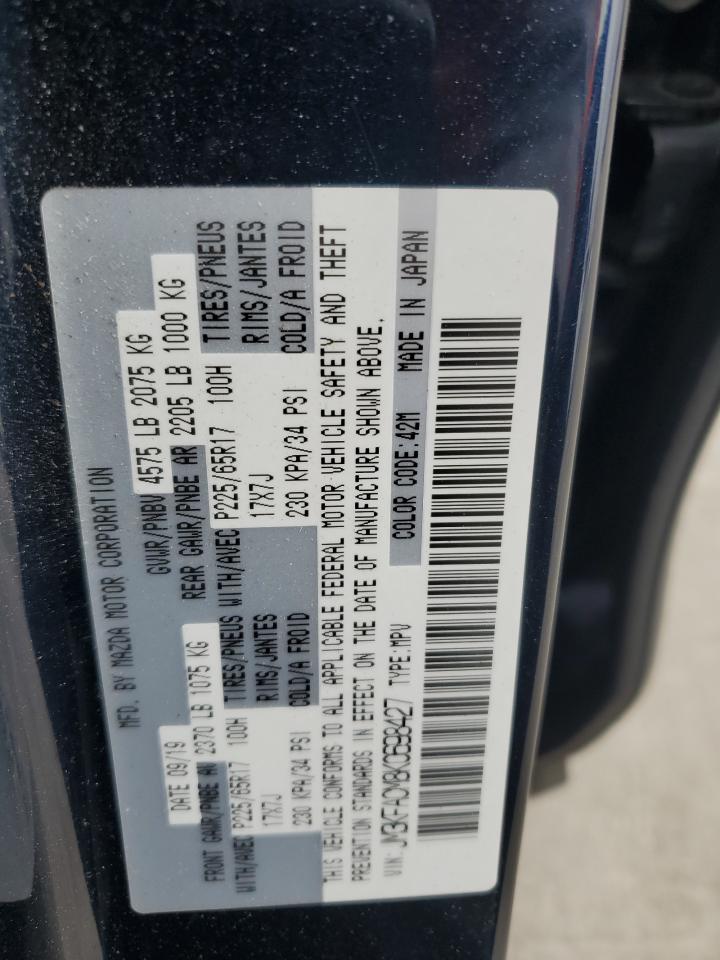 MFD. BY MAZDA MOTOR CORPORATION
DATE 09/19 GVWR/PNBV 4575 LB 2075 KG
FRONT GAWR/PNBE AV 2370 LB 1075 KG REAR GAWR/PNBE AR 2205 LB 1000 KG
WITH/AVEC P225/65R17 100H TIRES/PNEUS WITH/AVEC P225/65R17 100H TIRES/PNEUS
17X7J RIMS/JANTES 17X7J RIMS/JANTES
230 KPA/34 PSI COLD/A FROID 230 KPA/34 PSI COLD/A FROID
THIS VEHICLE CONFORMS TO ALL APPLICABLE FEDERAL MOTOR VEHICLE SAFETY AND THEFT
PREVENTION STANDARDS IN EFFECT ON THE DATE OF MANUFACTURE SHOWN ABOVE.
VIN: TYPE:MPV COLOR CODE:42M MADE IN JAPAN